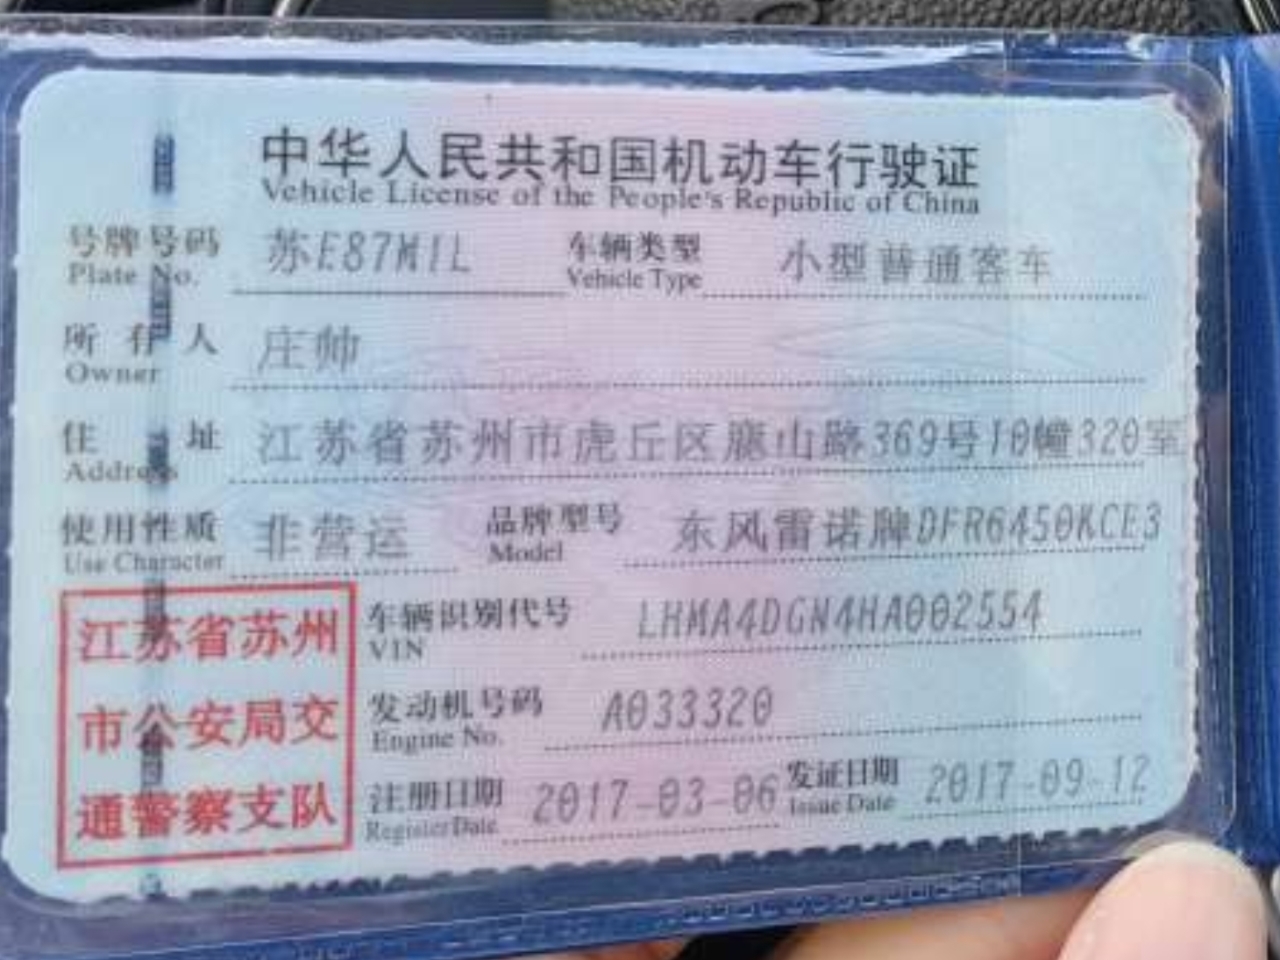 中华人民共和国机动车行驶证
Vehicle License of the People's Republic of China
号牌号码 苏E87M1L 车辆类型 小型普通客车
Plate No. Vehicle Type
所有人 庄帅
Owner
住址 江苏省苏州市虎丘区鹿山路369号10幢320室
Address
使用性质 非营运 品牌型号 东风雷诺牌DFR6450KCE3
Use Character Model
江苏省苏州
市公安局交
通警察支队
车辆识别代号 LHMA4DGN4HA002554
VIN
发动机号码 A033320
Engine No.
注册日期 2017-03-06 发证日期 2017-09-12
Register Date Issue Date